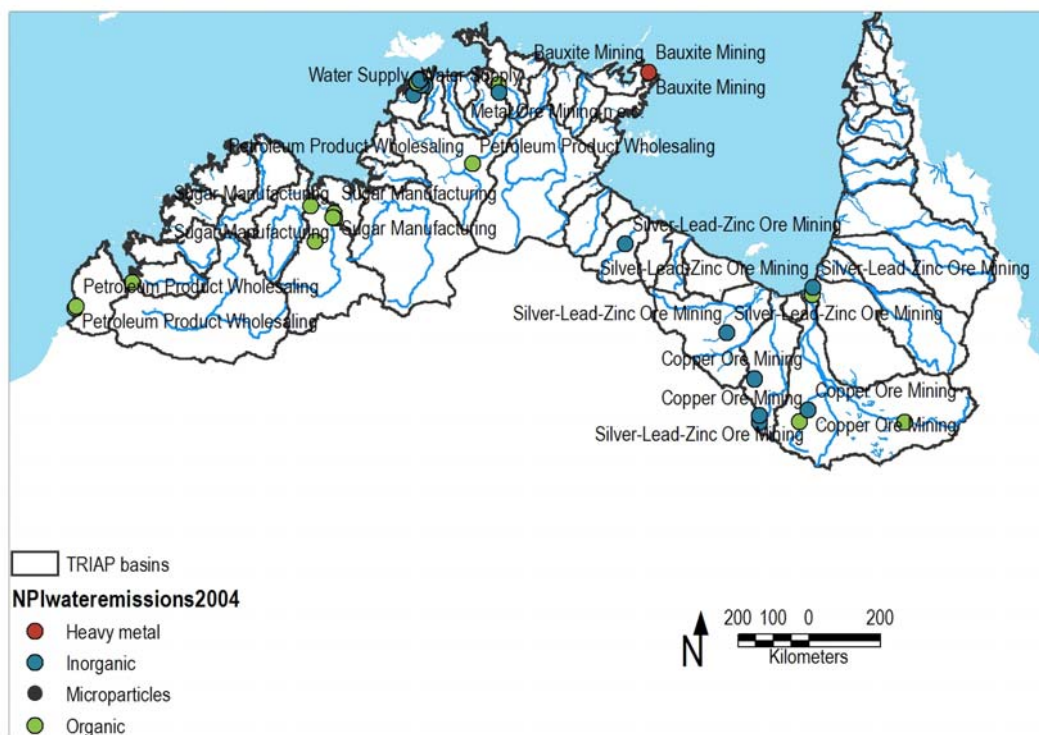 Bauxite Mining Bauxite Mining
Water Supply Water Supply
Bauxite Mining
Metal Ore Mining n.e.c.
Petroleum Product Wholesaling Petroleum Product Wholesaling
Sugar Manufacturing Sugar Manufacturing
Sugar Manufacturing Sugar Manufacturing
Silver-Lead-Zinc Ore Mining
Silver-Lead-Zinc Ore Mining Silver-Lead-Zinc Ore Mining
Petroleum Product Wholesaling
Silver-Lead-Zinc Ore Mining Silver-Lead-Zinc Ore Mining
Petroleum Product Wholesaling
Copper Ore Mining
Copper Ore Mining Copper Ore Mining
Silver-Lead-Zinc Ore Mining Copper Ore Mining
TRIAP basins
NPIwateremissions2004
Heavy metal
Inorganic
Microparticles
Organic
N
200 100 0 200
Kilometers